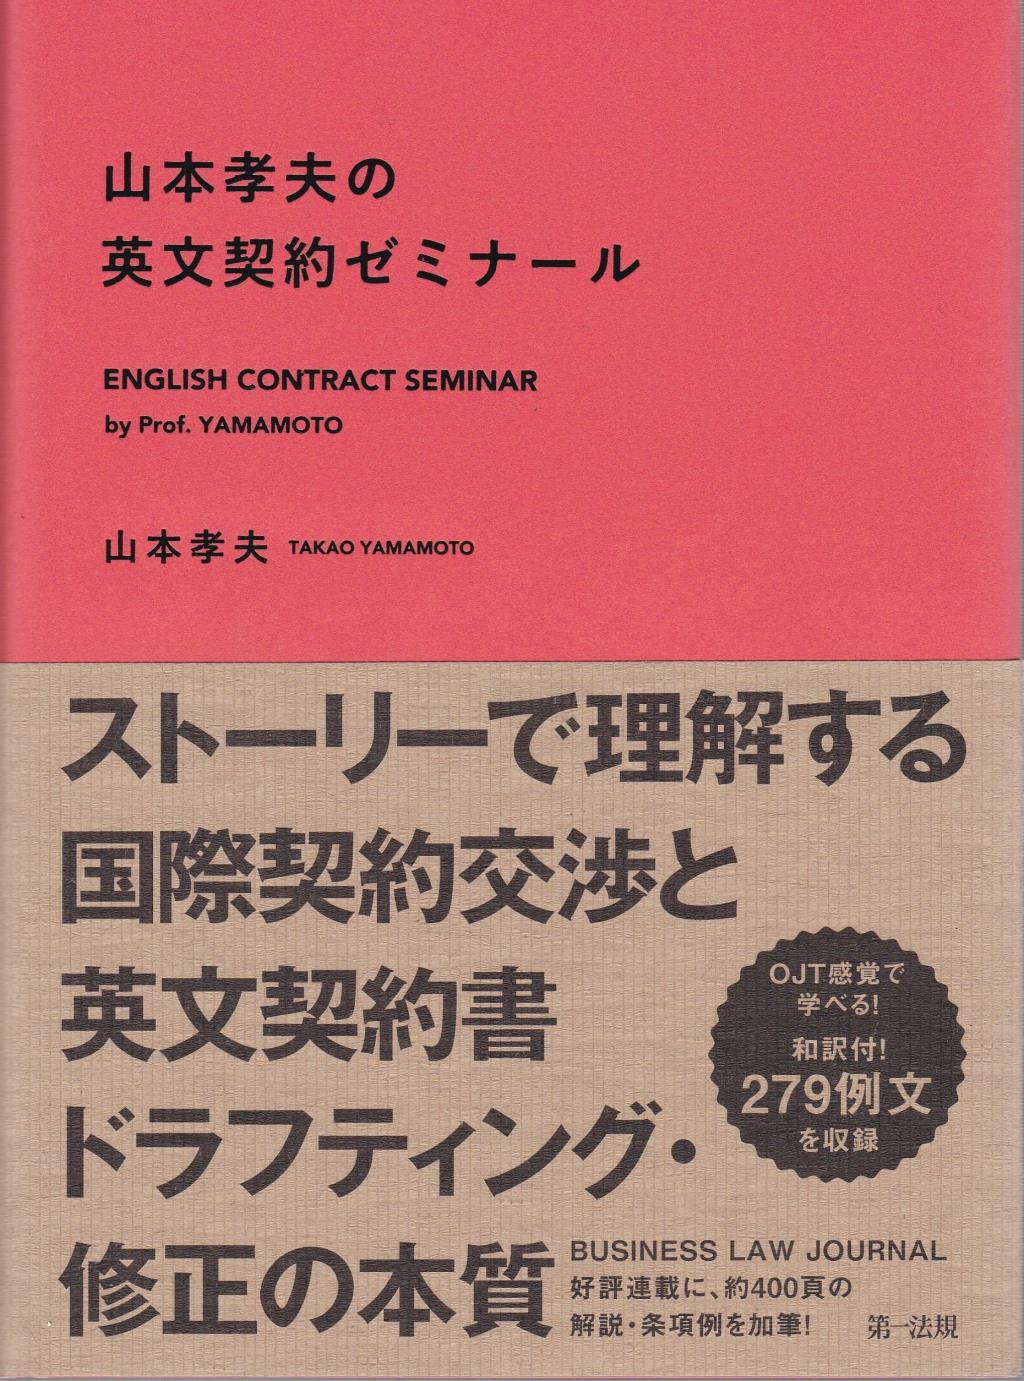 山本孝夫の
英文契約ゼミナール
ENGLISH CONTRACT SEMINAR
by Prof. YAMAMOTO
山本孝夫 TAKAO YAMAMOTO
ストーリーで理解する
国際契約交渉と
英文契約書
ドラフティング・
修正の本質
OJT感覚で
学べる!
和訳付!
279例文
を収録
BUSINESS LAW JOURNAL
好評連載に、約400頁の
解説・条項例を加筆!
第一法規